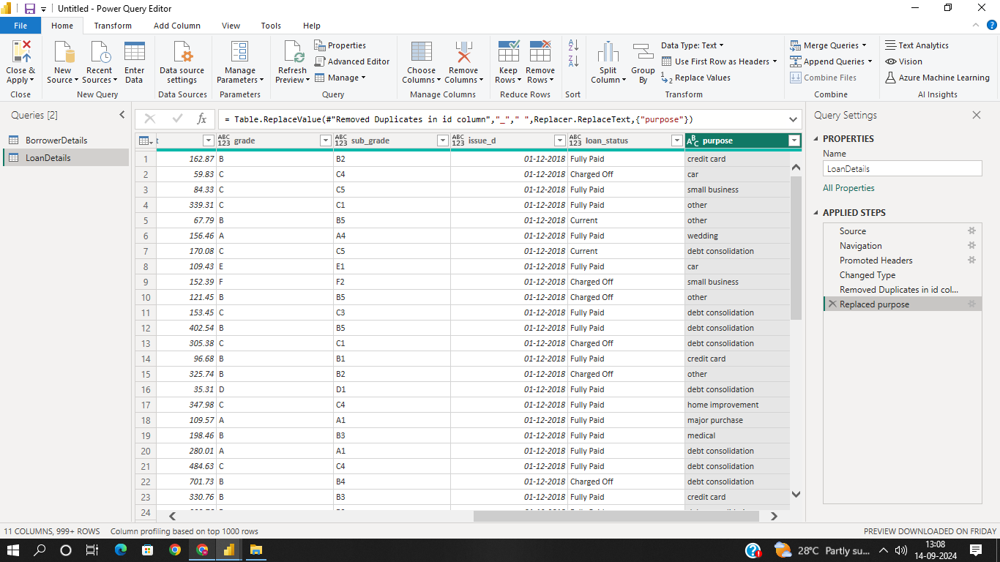 Untitled - Power Query Editor
File Home Transform Add Column View Tools Help
Close & Apply
Close
New Source
Recent Sources
Enter Data
New Query
Data source settings
Data Sources
Manage Parameters
Parameters
Refresh Preview
Properties
Advanced Editor
Manage
Query
Choose Columns
Remove Columns
Manage Columns
Keep Rows
Remove Rows
Reduce Rows
Sort
Split Column
Group By
Data Type: Text
Use First Row as Headers
Replace Values
Transform
Merge Queries
Append Queries
Combine Files
Combine
Text Analytics
Vision
Azure Machine Learning
AI Insights
Queries [2]
BorrowerDetails
LoanDetails
= Table.ReplaceValue(#"Removed Duplicates in id column","_"," ",Replacer.ReplaceText,{"purpose"})
t ABC 123 grade ABC 123 sub_grade ABC 123 issue_d ABC 123 loan_status ABC purpose
1 162.87 B B2 01-12-2018 Fully Paid credit card
2 59.83 C C4 01-12-2018 Charged Off car
3 84.33 C C5 01-12-2018 Fully Paid small business
4 339.31 C C1 01-12-2018 Fully Paid other
5 67.79 B B5 01-12-2018 Current other
6 156.46 A A4 01-12-2018 Fully Paid wedding
7 170.08 C C5 01-12-2018 Current debt consolidation
8 109.43 E E1 01-12-2018 Fully Paid car
9 152.39 F F2 01-12-2018 Charged Off small business
10 121.45 B B5 01-12-2018 Charged Off other
11 153.45 C C3 01-12-2018 Fully Paid debt consolidation
12 402.54 B B5 01-12-2018 Fully Paid debt consolidation
13 305.38 C C1 01-12-2018 Charged Off debt consolidation
14 96.68 B B1 01-12-2018 Fully Paid credit card
15 325.74 B B2 01-12-2018 Charged Off other
16 35.31 D D1 01-12-2018 Fully Paid debt consolidation
17 347.98 C C4 01-12-2018 Fully Paid home improvement
18 109.57 A A1 01-12-2018 Fully Paid major purchase
19 198.46 B B3 01-12-2018 Fully Paid medical
20 280.01 A A1 01-12-2018 Fully Paid debt consolidation
21 484.63 C C4 01-12-2018 Fully Paid debt consolidation
22 701.73 B B4 01-12-2018 Charged Off debt consolidation
23 330.76 B B3 01-12-2018 Fully Paid credit card
24
Query Settings
PROPERTIES
Name
LoanDetails
All Properties
APPLIED STEPS
Source
Navigation
Promoted Headers
Changed Type
Removed Duplicates in id col...
Replaced purpose
11 COLUMNS, 999+ ROWS Column profiling based on top 1000 rows
PREVIEW DOWNLOADED ON FRIDAY
28°C Partly su...
13:08
14-09-2024